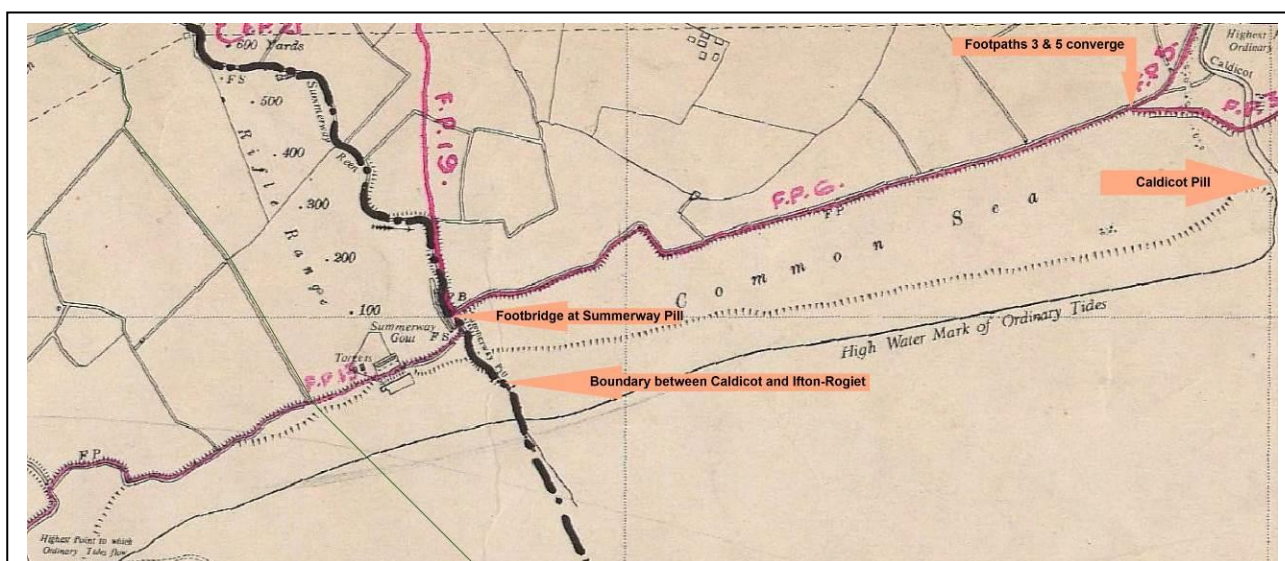 600 Yards
F S
500
400
300
200
100
Rifle
Range
Summerway
Reen
F.P.19.
Footpaths 3 & 5 converge
Highest
Ordinary
Caldicot
Caldicot Pill
F.P. 6.
F P
Common Sea
F B
Footbridge at Summerway Pill
Summerway
Gout
F S
Targets
Summerway Pill
Boundary between Caldicot and Ifton-Rogiet
High Water Mark of Ordinary Tides
F P
Highest Point to which
Ordinary Tides flow